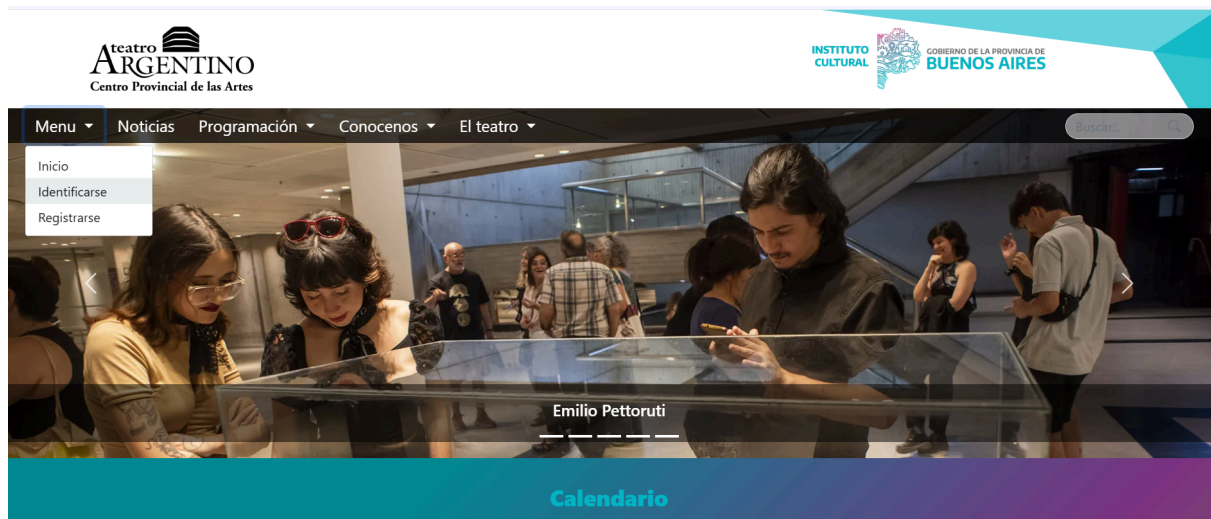 teatro
ARGENTINO
Centro Provincial de las Artes
INSTITUTO
CULTURAL
GOBIERNO DE LA PROVINCIA DE
BUENOS AIRES
Menu Noticias Programación Conocenos El teatro
Buscar...
Inicio
Identificarse
Registrarse
Emilio Pettoruti
Calendario